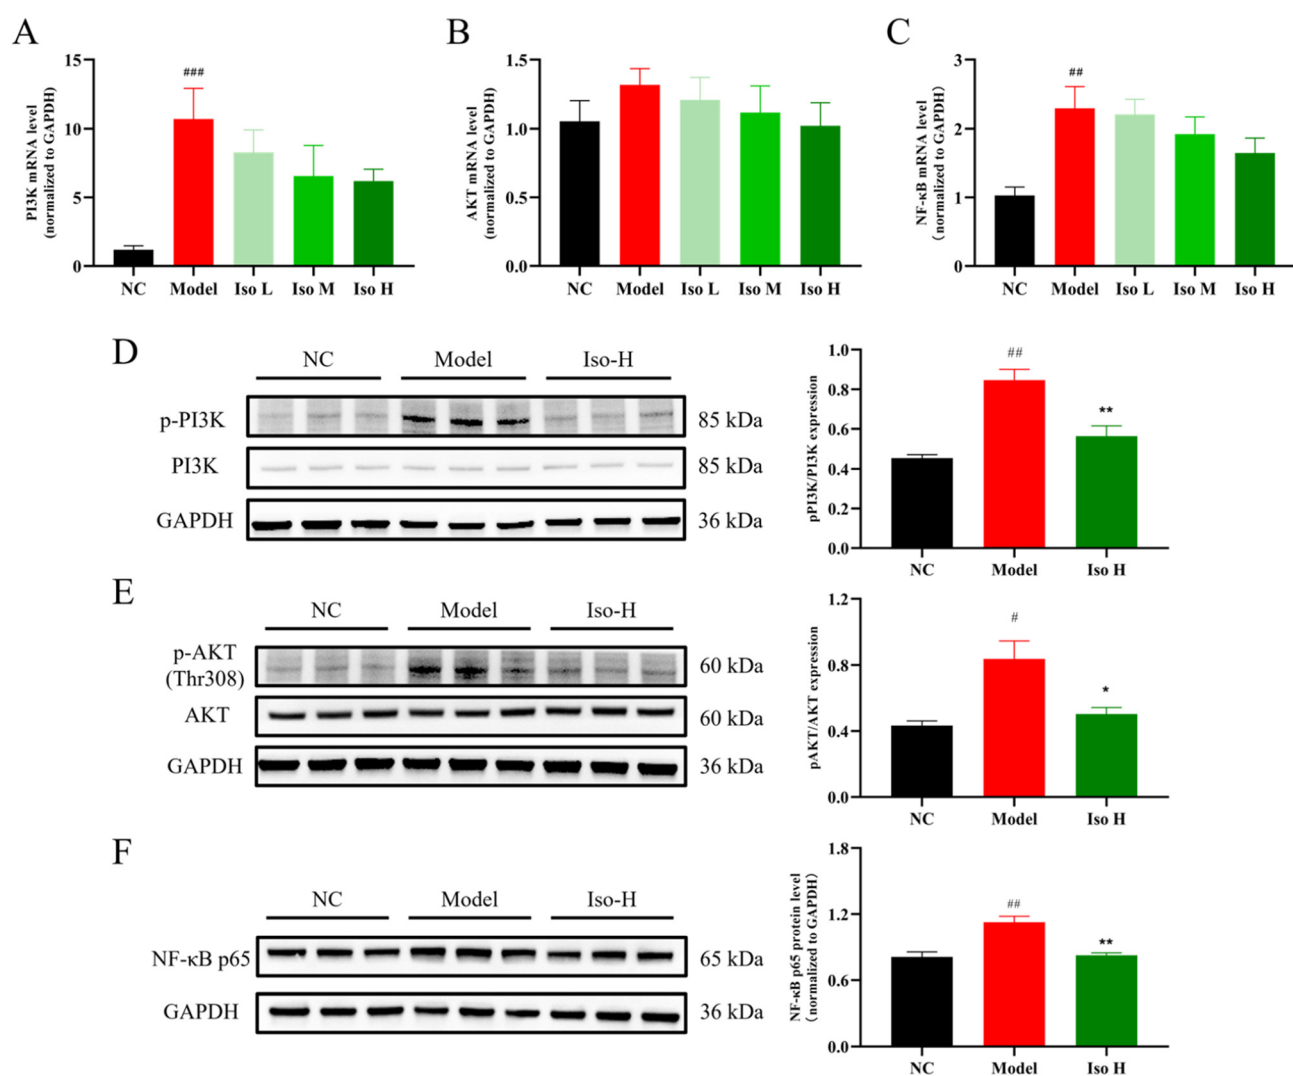 A
PI3K mRNA level
(normalized to GAPDH)
15
10
5
0
###
NC Model Iso L Iso M Iso H
B
AKT mRNA level
(normalized to GAPDH)
1.5
1.0
0.5
0.0
NC Model Iso L Iso M Iso H
C
NF-κB mRNA level
(normalized to GAPDH)
3
2
1
0
##
NC Model Iso L Iso M Iso H
D
NC Model Iso-H
p-PI3K 85 kDa
PI3K 85 kDa
GAPDH 36 kDa
pPI3K/PI3K expression
1.0
0.8
0.6
0.4
0.2
0.0
##
**
NC Model Iso H
E
NC Model Iso-H
p-AKT
(Thr308)
60 kDa
AKT 60 kDa
GAPDH 36 kDa
pAKT/AKT expression
1.2
0.8
0.4
0.0
#
*
NC Model Iso H
F
NC Model Iso-H
NF-κB p65 65 kDa
GAPDH 36 kDa
NF-κB p65 protein level
(normalized to GAPDH)
1.8
1.2
0.6
0.0
##
**
NC Model Iso H